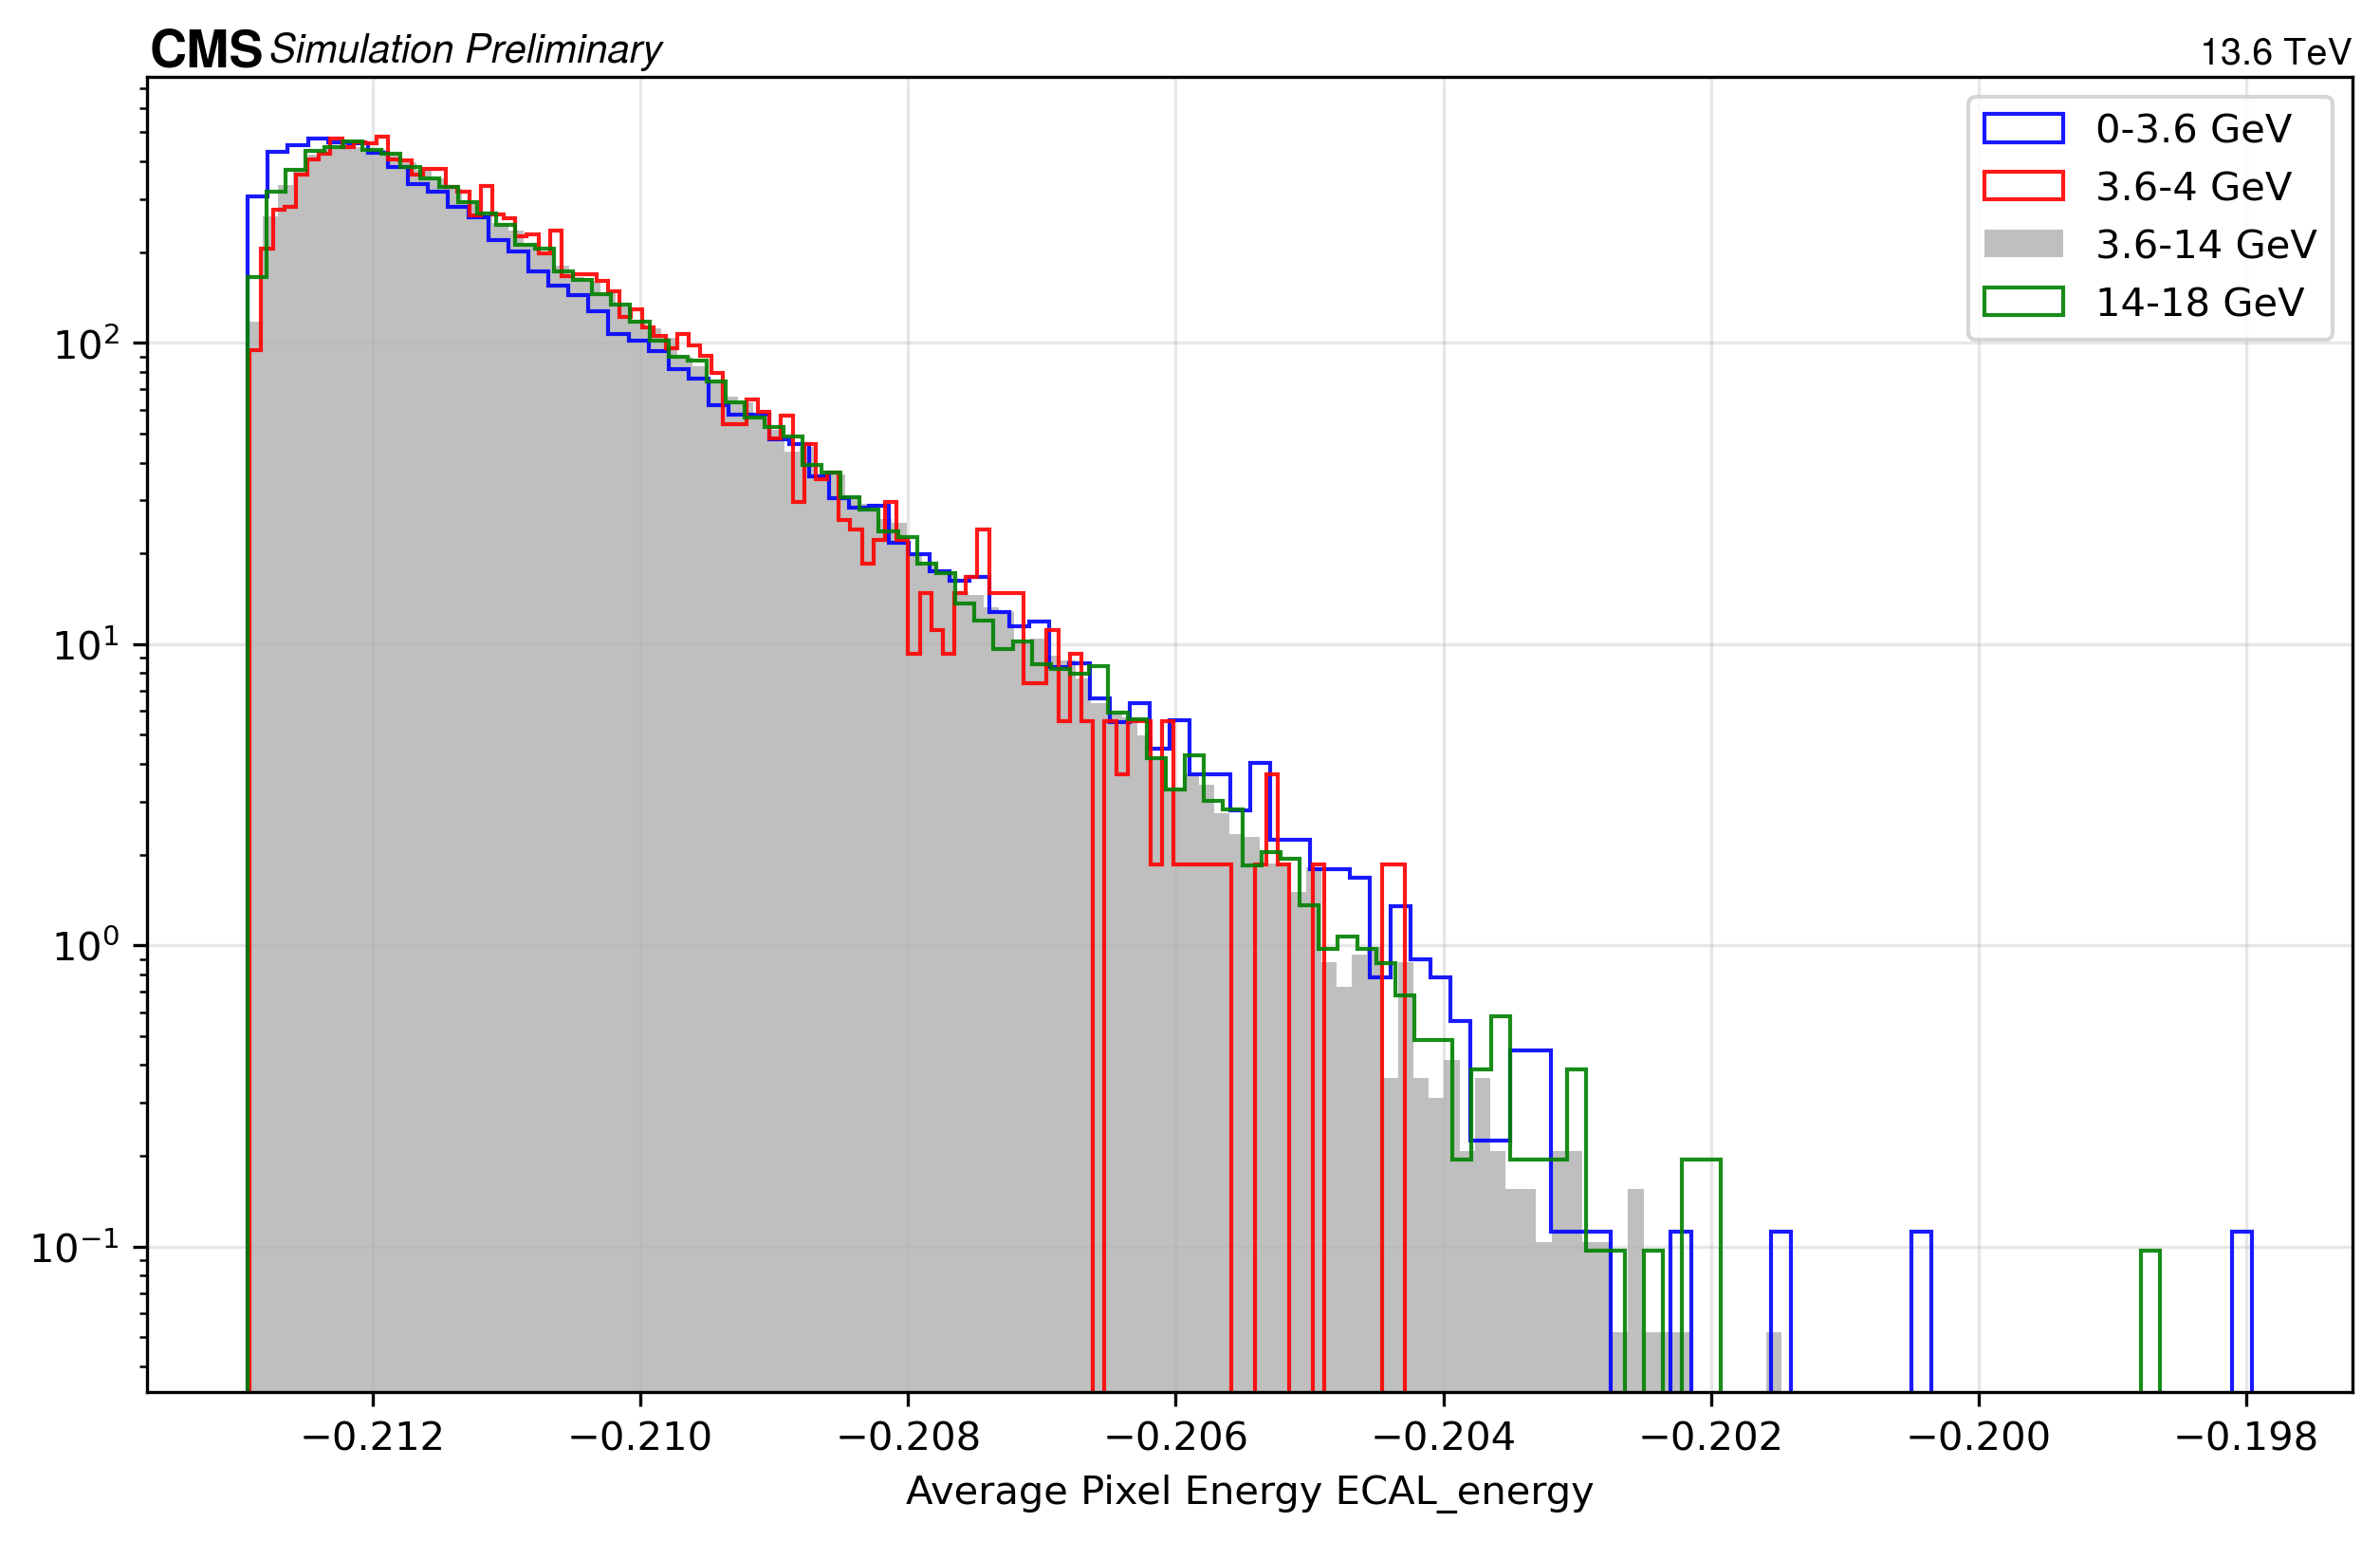 CMS Simulation Preliminary
13.6 TeV
0-3.6 GeV
3.6-4 GeV
3.6-14 GeV
14-18 GeV
10²
10¹
10⁰
10⁻¹
−0.212 −0.210 −0.208 −0.206 −0.204 −0.202 −0.200 −0.198
Average Pixel Energy ECAL_energy